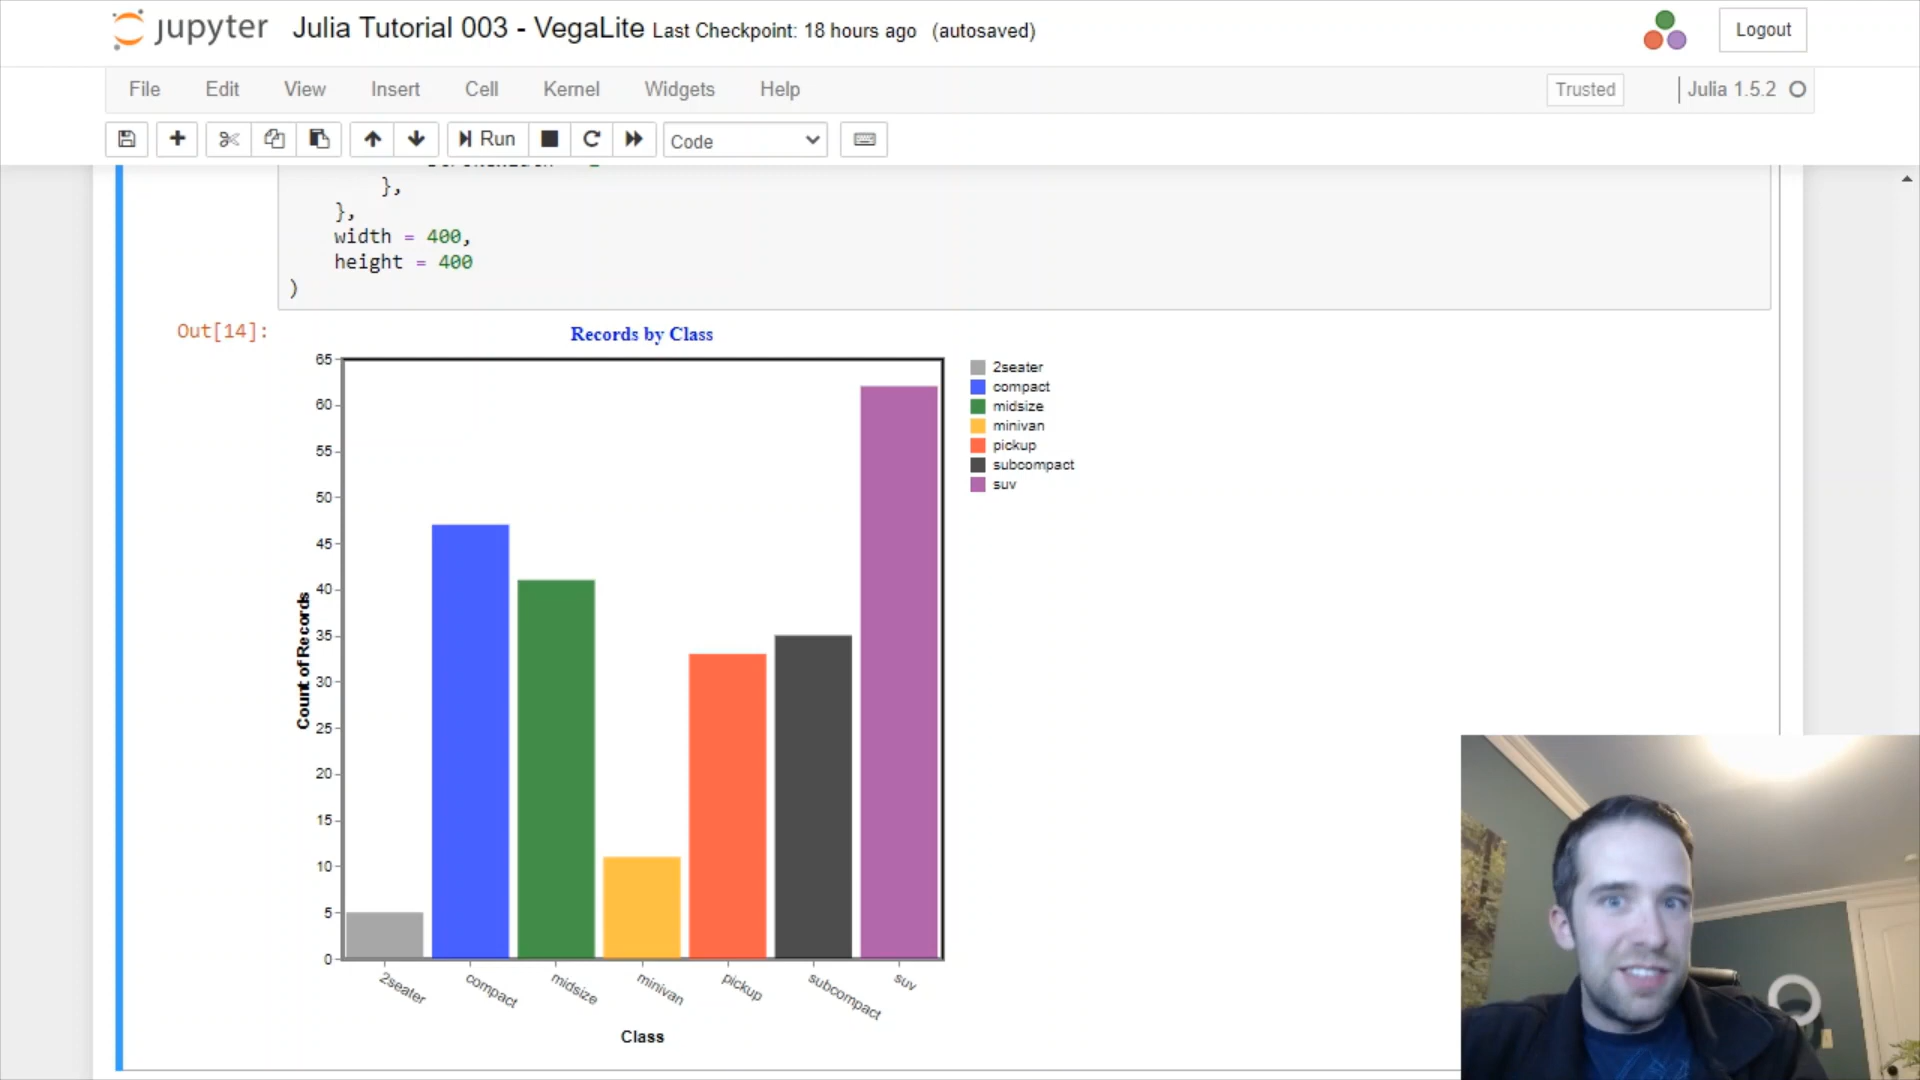 jupyter Julia Tutorial 003 - VegaLite Last Checkpoint: 18 hours ago (autosaved)
Logout
File Edit View Insert Cell Kernel Widgets Help
Trusted
Julia 1.5.2
Run
Code
},
},
width = 400,
height = 400
)
Out[14]:
Records by Class
65
60
55
50
45
40
35
30
25
20
15
10
5
0
Count of Records
2seater
compact
midsize
minivan
pickup
subcompact
suv
Class
2seater
compact
midsize
minivan
pickup
subcompact
suv